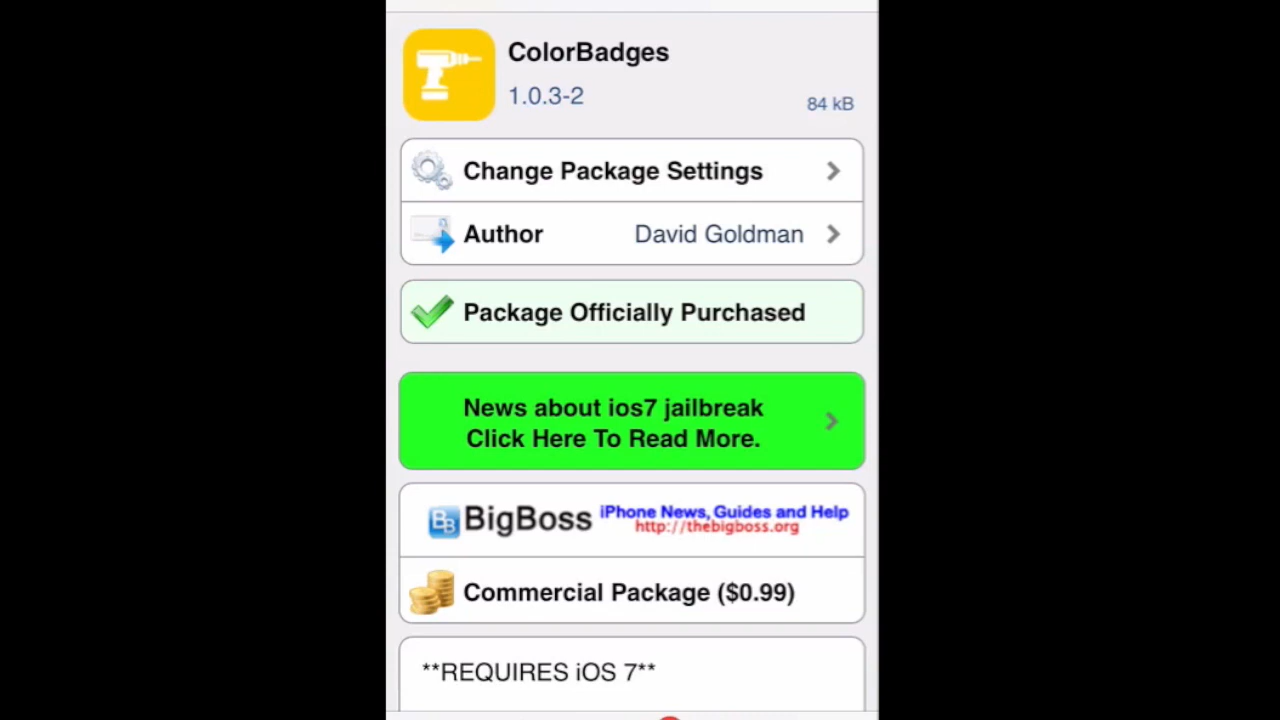 ColorBadges
1.0.3-2
84 kB
Change Package Settings
Author David Goldman
Package Officially Purchased
News about ios7 jailbreak
Click Here To Read More.
BB BigBoss iPhone News, Guides and Help
http://thebigboss.org
Commercial Package ($0.99)
**REQUIRES iOS 7**